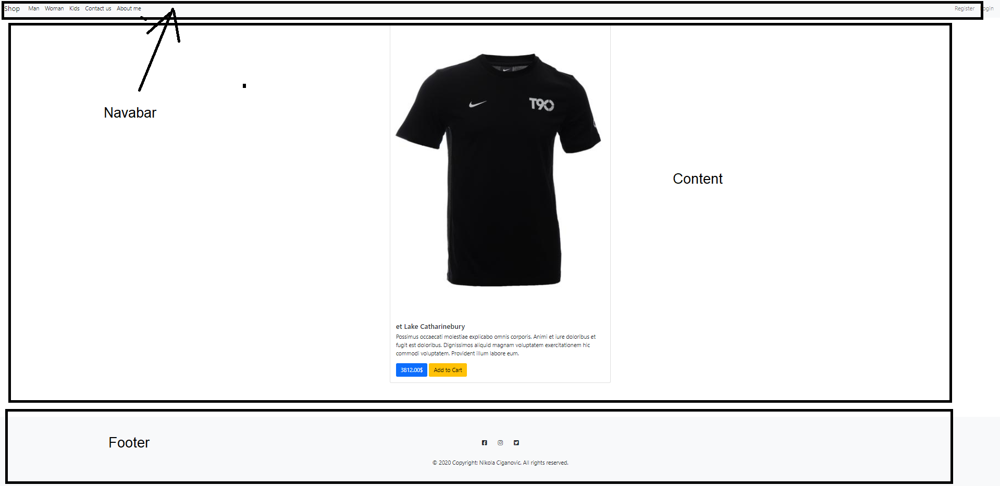 Shop Man Woman Kids Contact us About me Register Login
Navabar
T90
Content
et Lake Catharinebury
Possimus occaecati molestiae explicabo omnis corporis. Animi et iure doloribus et
fugit est doloribus. Dignissimos aliquid magnam voluptatem exercitationem hic
commodi voluptatem. Provident illum labore eum.
3812.00$ Add to Cart
Footer
© 2020 Copyright: Nikola Ciganovic. All rights reserved.